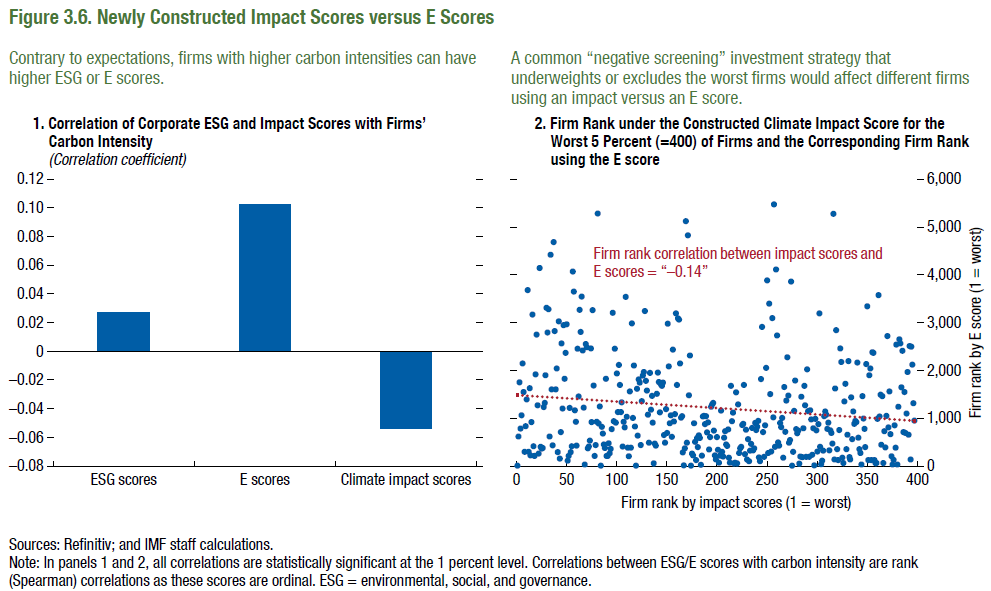 Figure 3.6. Newly Constructed Impact Scores versus E Scores
Contrary to expectations, firms with higher carbon intensities can have
higher ESG or E scores.
1. Correlation of Corporate ESG and Impact Scores with Firms'
Carbon Intensity
(Correlation coefficient)
0.12
0.10
0.08
0.06
0.04
0.02
0
–0.02
–0.04
–0.06
–0.08
ESG scores
E scores
Climate impact scores
A common “negative screening” investment strategy that
underweights or excludes the worst firms would affect different firms
using an impact versus an E score.
2. Firm Rank under the Constructed Climate Impact Score for the
Worst 5 Percent (=400) of Firms and the Corresponding Firm Rank
using the E score
Firm rank correlation between impact scores and
E scores = “–0.14”
6,000
5,000
4,000
3,000
2,000
1,000
0
Firm rank by E score (1 = worst)
0
50
100
150
200
250
300
350
400
Firm rank by impact scores (1 = worst)
Sources: Refinitiv; and IMF staff calculations.
Note: In panels 1 and 2, all correlations are statistically significant at the 1 percent level. Correlations between ESG/E scores with carbon intensity are rank
(Spearman) correlations as these scores are ordinal. ESG = environmental, social, and governance.